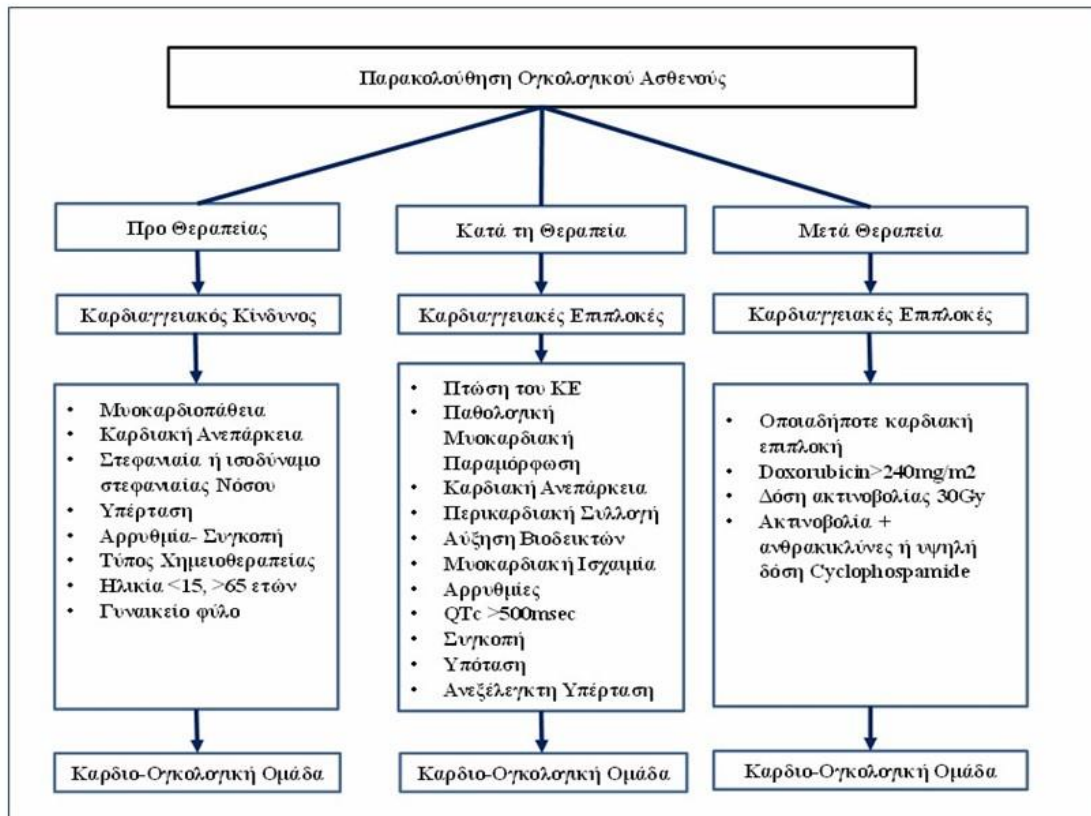 Παρακολούθηση Ογκολογικού Ασθενούς
Προ Θεραπείας
Καρδιαγγειακός Κίνδυνος
• Μυοκαρδιοπάθεια
• Καρδιακή Ανεπάρκεια
• Στεφανιαία ή ισοδύναμο
στεφανιαίας Νόσου
• Υπέρταση
• Αρρυθμία- Συγκοπή
• Τύπος Χημειοθεραπείας
• Ηλικία <15, >65 ετών
• Γυναικείο φύλο
Καρδιο-Ογκολογική Ομάδα
Κατά τη Θεραπεία
Καρδιαγγειακές Επιπλοκές
• Πτώση του ΚΕ
• Παθολογική
Μυοκαρδιακή
Παραμόρφωση
• Καρδιακή Ανεπάρκεια
• Περικαρδιακή Συλλογή
• Αύξηση Βιοδεικτών
• Μυοκαρδιακή Ισχαιμία
• Αρρυθμίες
• QTc >500msec
• Συγκοπή
• Υπόταση
• Ανεξέλεγκτη Υπέρταση
Καρδιο-Ογκολογική Ομάδα
Μετά Θεραπεία
Καρδιαγγειακές Επιπλοκές
• Οποιαδήποτε καρδιακή
επιπλοκή
• Doxorubicin>240mg/m2
• Δόση ακτινοβολίας 30Gy
• Ακτινοβολία +
ανθρακικλύνες ή υψηλή
δόση Cyclophospamide
Καρδιο-Ογκολογική Ομάδα